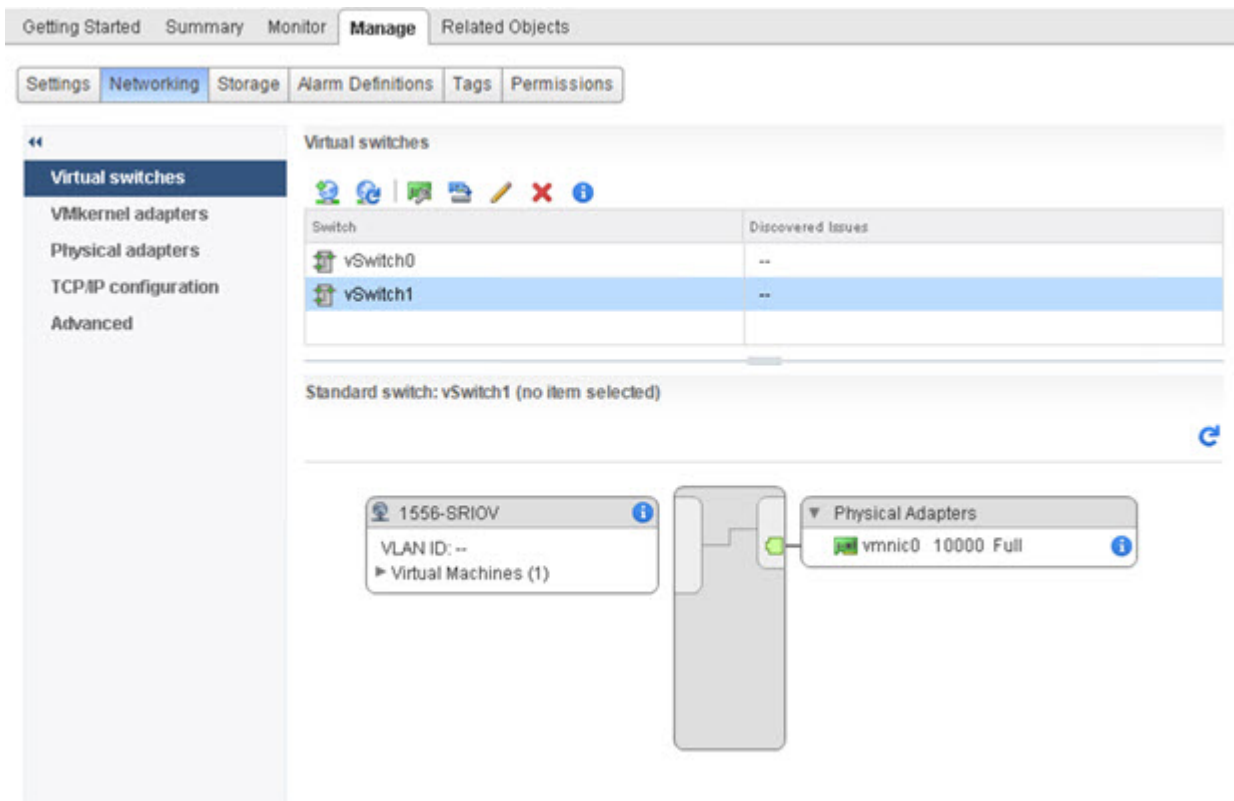 Getting Started Summary Monitor Manage Related Objects
Settings Networking Storage Alarm Definitions Tags Permissions
Virtual switches
VMkernel adapters
Physical adapters
TCP/IP configuration
Advanced
Virtual switches
Switch Discovered Issues
vSwitch0 --
vSwitch1 --
Standard switch: vSwitch1 (no item selected)
1556-SRIOV
VLAN ID: --
Virtual Machines (1)
Physical Adapters
vmnic0 10000 Full